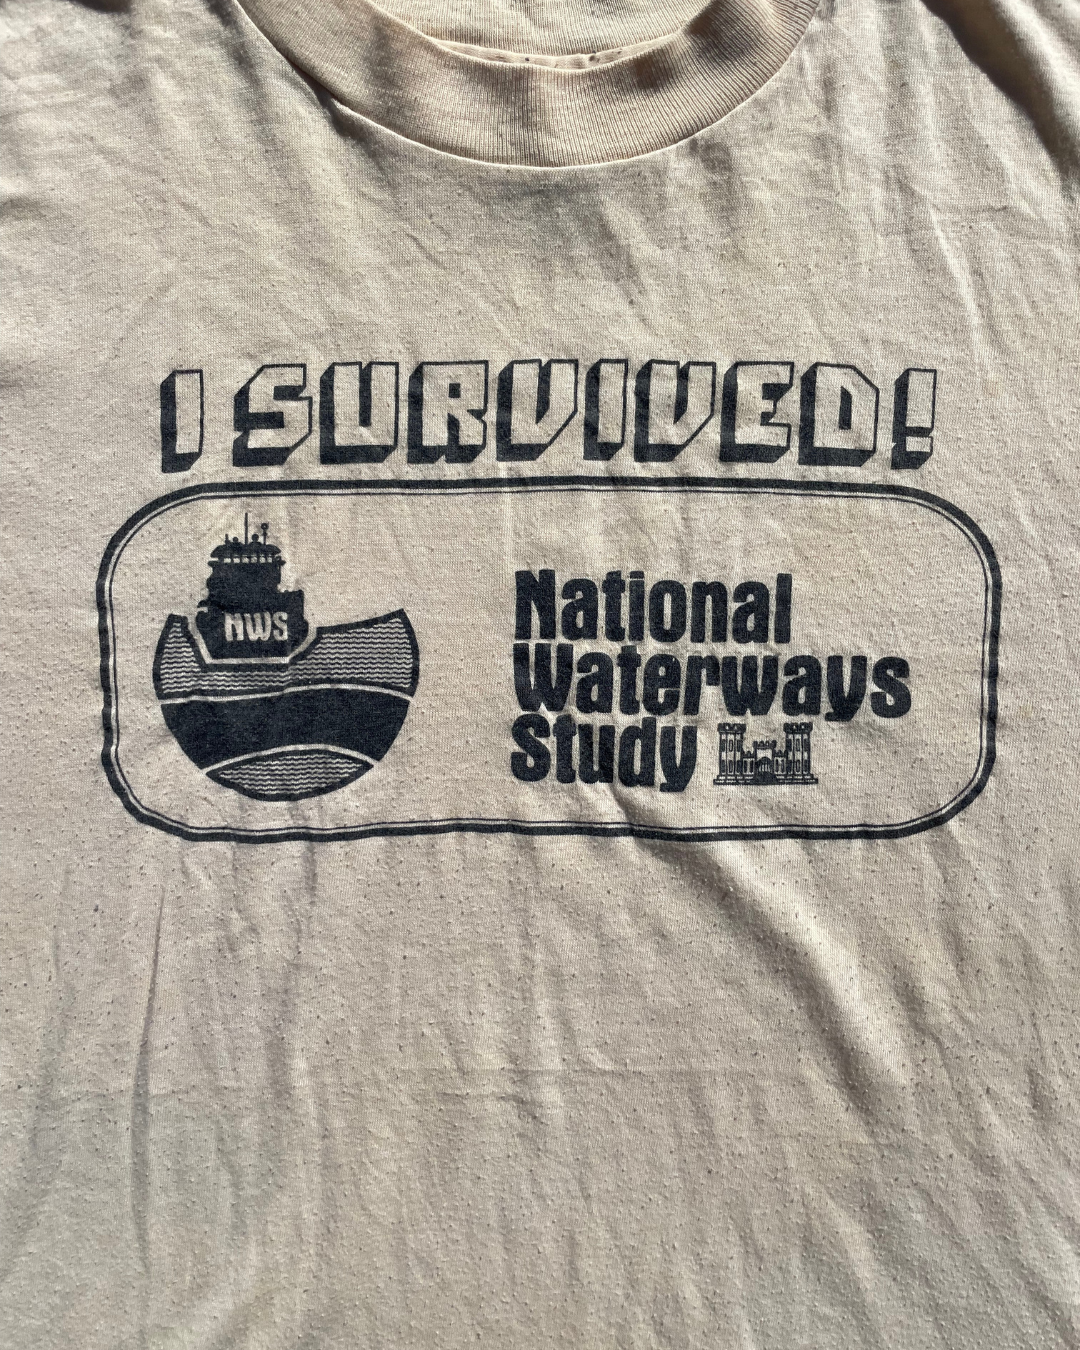 I SURVIVED!
NWS
National
Waterways
Study